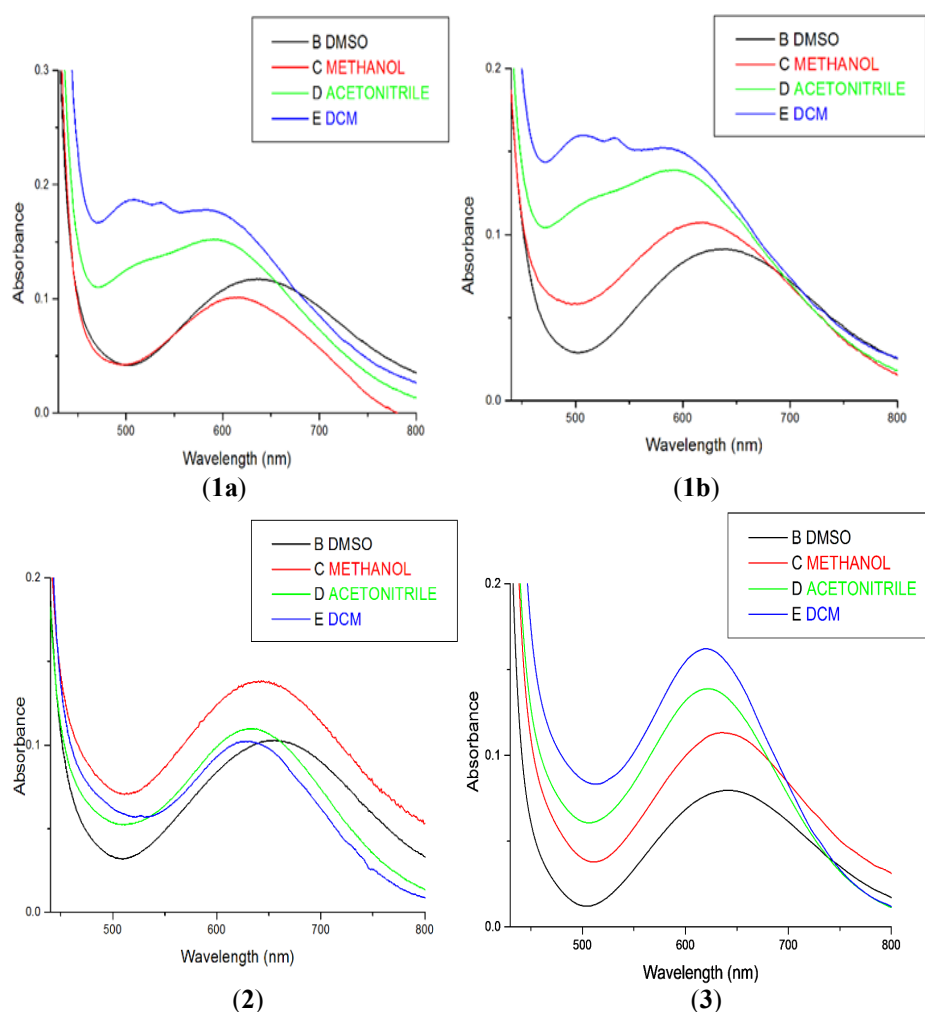 B DMSO
C METHANOL
D ACETONITRILE
E DCM
0.3
0.2
0.1
0.0
Absorbance
500 600 700 800
Wavelength (nm)
(1a)
B DMSO
C METHANOL
D ACETONITRILE
E DCM
0.2
0.1
0.0
Absorbance
500 600 700 800
Wavelength (nm)
(1b)
B DMSO
C METHANOL
D ACETONITRILE
E DCM
0.2
0.1
0.0
Absorbance
500 600 700 800
Wavelength (nm)
(2)
B DMSO
C METHANOL
D ACETONITRILE
E DCM
0.2
0.1
0.0
Absorbance
500 600 700 800
Wavelength (nm)
(3)